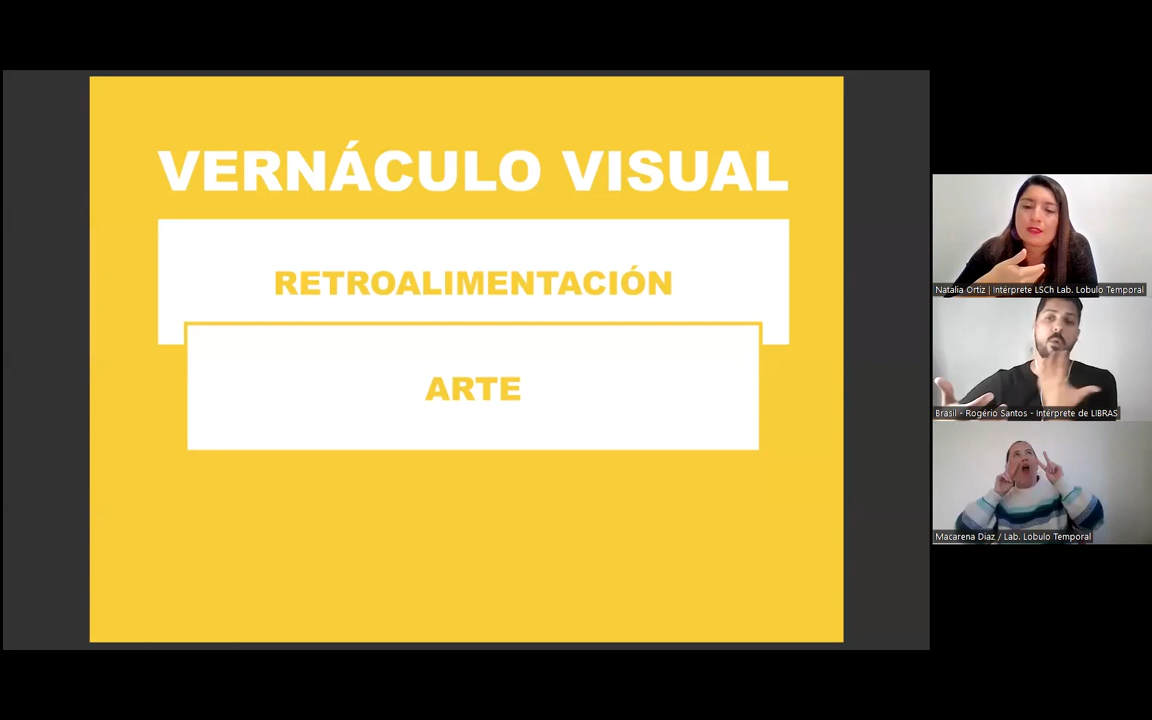 VERNÁCULO VISUAL
RETROALIMENTACIÓN
ARTE
Natalia Ortiz | Intérprete LSCh Lab. Lobulo Temporal
Brasil - Rogério Santos - Intérprete de LIBRAS
Macarena Diaz / Lab. Lobulo Temporal